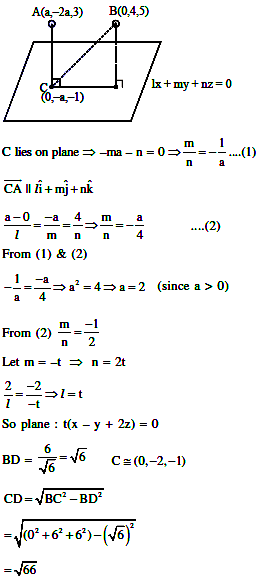 A(a,–2a,3) B(0,4,5)
C
(0,–a,–1)
lx + my + nz = 0
C lies on plane ⇒ –ma – n = 0 ⇒ m/n = –1/a ....(1)
CA⃗ ∥ lî + mĵ + nk̂
(a – 0)/l = –a/m = 4/n ⇒ m/n = –a/4 ....(2)
From (1) & (2)
–1/a = –a/4 ⇒ a² = 4 ⇒ a = 2 (since a > 0)
From (2) m/n = –1/2
Let m = –t ⇒ n = 2t
2/l = –2/–t ⇒ l = t
So plane : t(x – y + 2z) = 0
BD = 6/√6 = √6 C ≅ (0,–2,–1)
CD = √(BC² – BD²)
= √((0² + 6² + 6²) – (√6)²)
= √66